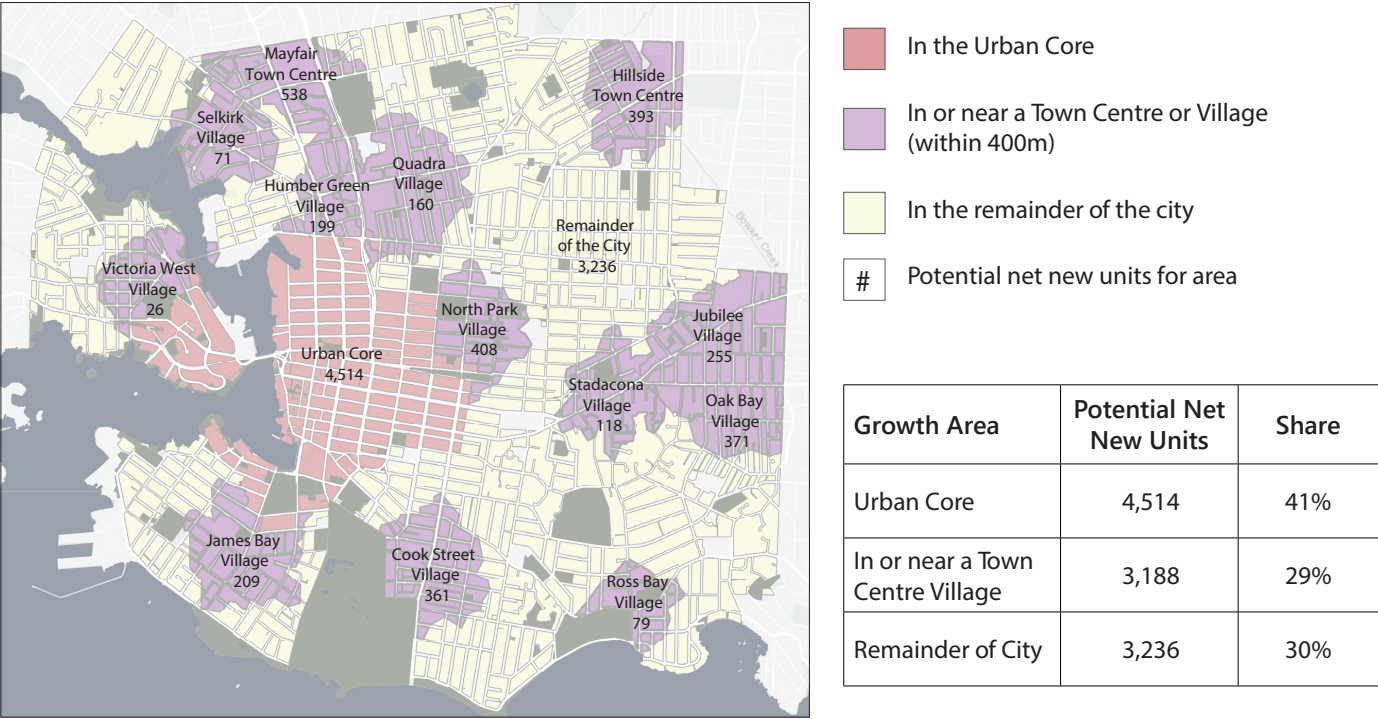 Mayfair
Town Centre
538
Hillside
Town Centre
393
Selkirk
Village
71
Quadra
Village
160
Humber Green
Village
199
Remainder
of the City
3,236
Bowker Creek
Victoria West
Village
26
North Park
Village
408
Jubilee
Village
255
Urban Core
4,514
Stadacona
Village
118
Oak Bay
Village
371
James Bay
Village
209
Cook Street
Village
361
Ross Bay
Village
79
In the Urban Core
In or near a Town Centre or Village
(within 400m)
In the remainder of the city
# Potential net new units for area
Growth Area Potential Net New Units Share
Urban Core 4,514 41%
In or near a Town Centre Village 3,188 29%
Remainder of City 3,236 30%